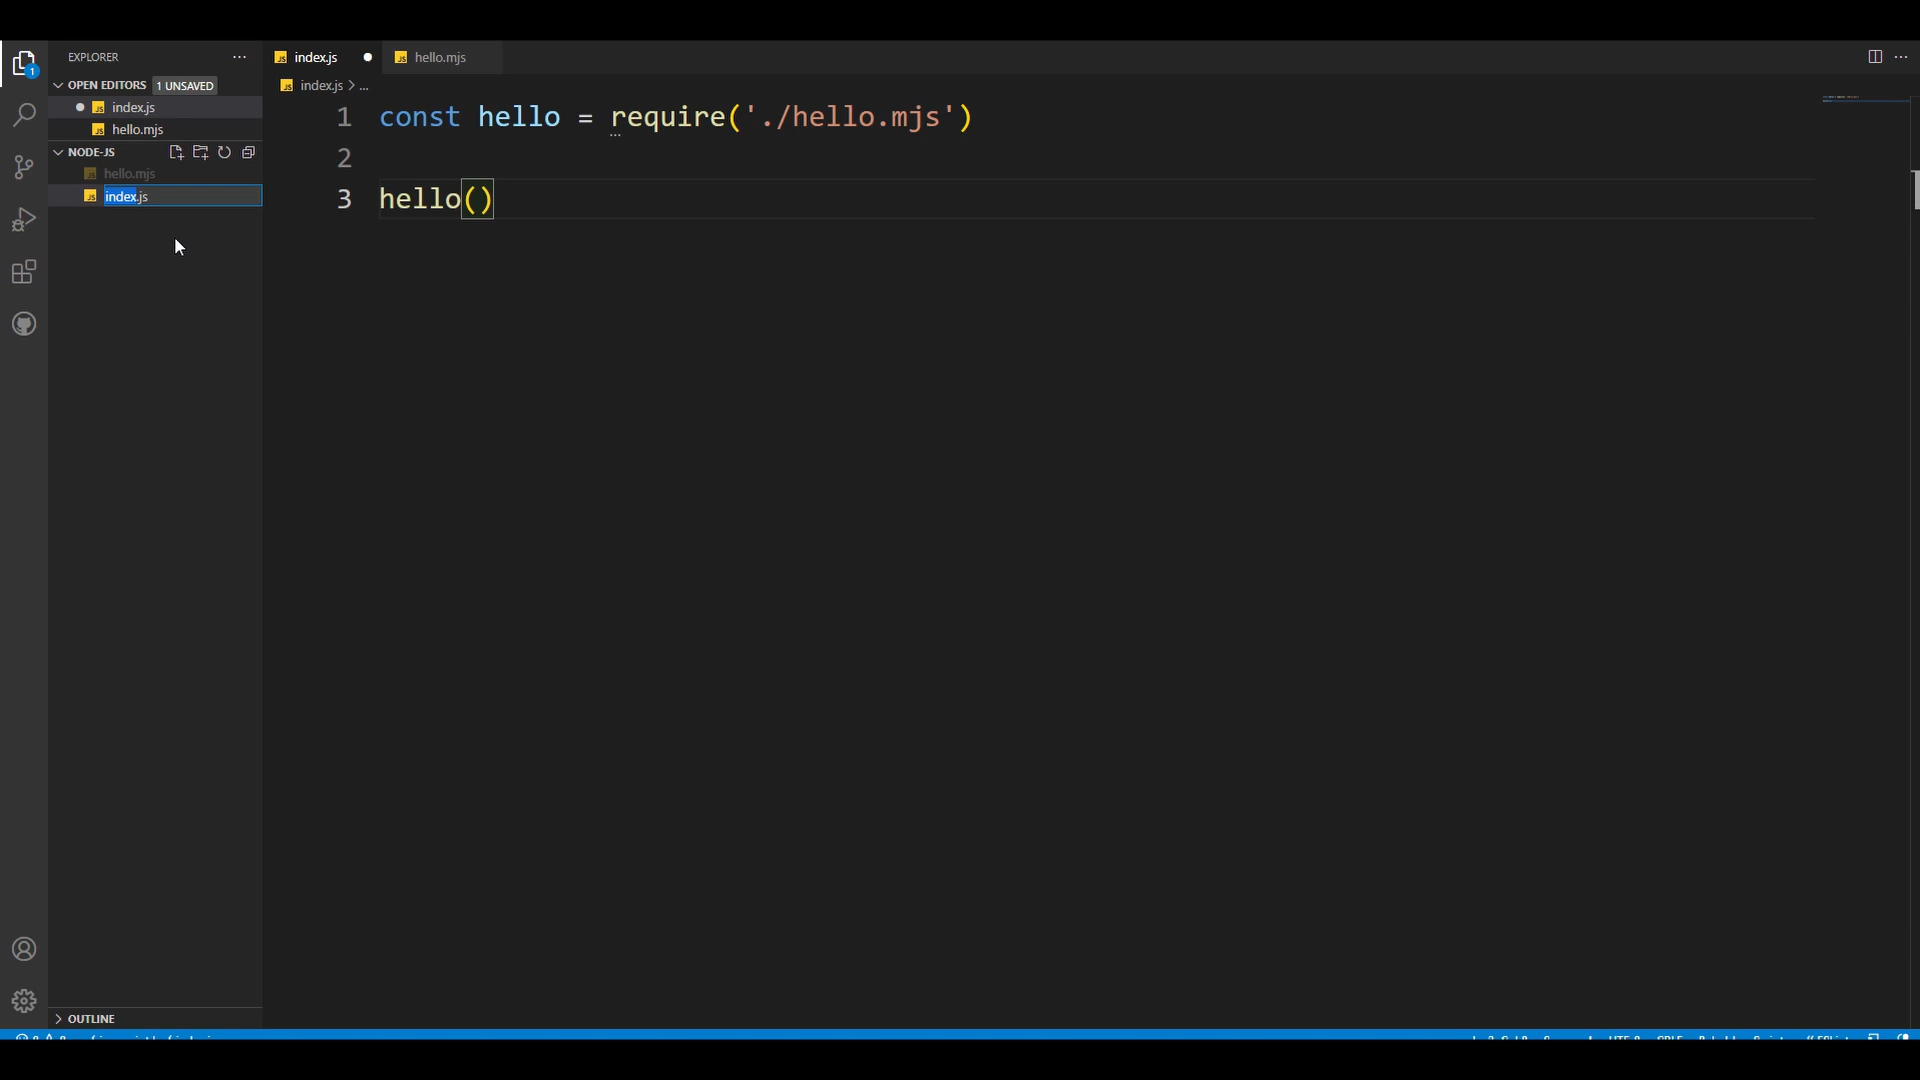 EXPLORER
OPEN EDITORS 1 UNSAVED
index.js
hello.mjs
NODE-JS
hello.mjs
index.js
OUTLINE
index.js
hello.mjs
index.js > ...
1 const hello = require('./hello.mjs')
2
3 hello()